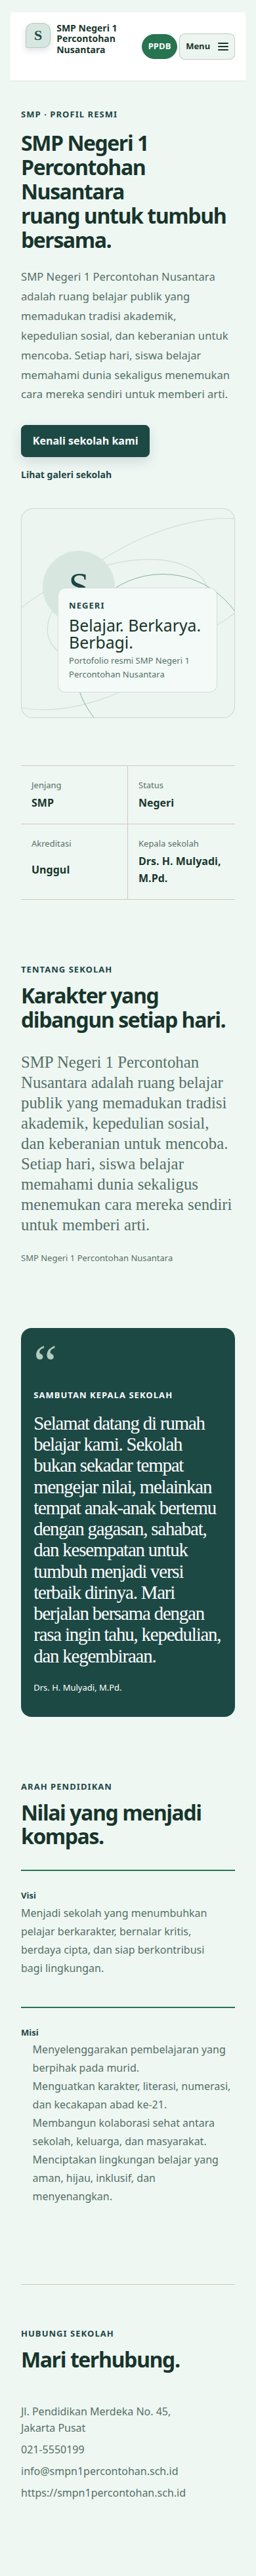 S
SMP Negeri 1
Percontohan
Nusantara
PPDB
Menu
SMP · PROFIL RESMI
SMP Negeri 1
Percontohan
Nusantara
ruang untuk tumbuh
bersama.
SMP Negeri 1 Percontohan Nusantara
adalah ruang belajar publik yang
memadukan tradisi akademik,
kepedulian sosial, dan keberanian untuk
mencoba. Setiap hari, siswa belajar
memahami dunia sekaligus menemukan
cara mereka sendiri untuk memberi arti.
Kenali sekolah kami
Lihat galeri sekolah
S
NEGERI
Belajar. Berkarya.
Berbagi.
Portofolio resmi SMP Negeri 1
Percontohan Nusantara
Jenjang
SMP
Status
Negeri
Akreditasi
Unggul
Kepala sekolah
Drs. H. Mulyadi,
M.Pd.
TENTANG SEKOLAH
Karakter yang
dibangun setiap hari.
SMP Negeri 1 Percontohan
Nusantara adalah ruang belajar
publik yang memadukan tradisi
akademik, kepedulian sosial,
dan keberanian untuk mencoba.
Setiap hari, siswa belajar
memahami dunia sekaligus
menemukan cara mereka sendiri
untuk memberi arti.
SMP Negeri 1 Percontohan Nusantara
“
SAMBUTAN KEPALA SEKOLAH
Selamat datang di rumah
belajar kami. Sekolah
bukan sekadar tempat
mengejar nilai, melainkan
tempat anak-anak bertemu
dengan gagasan, sahabat,
dan kesempatan untuk
tumbuh menjadi versi
terbaik dirinya. Mari
berjalan bersama dengan
rasa ingin tahu, kepedulian,
dan kegembiraan.
Drs. H. Mulyadi, M.Pd.
ARAH PENDIDIKAN
Nilai yang menjadi
kompas.
Visi
Menjadi sekolah yang menumbuhkan
pelajar berkarakter, bernalar kritis,
berdaya cipta, dan siap berkontribusi
bagi lingkungan.
Misi
Menyelenggarakan pembelajaran yang
berpihak pada murid.
Menguatkan karakter, literasi, numerasi,
dan kecakapan abad ke-21.
Membangun kolaborasi sehat antara
sekolah, keluarga, dan masyarakat.
Menciptakan lingkungan belajar yang
aman, hijau, inklusif, dan
menyenangkan.
HUBUNGI SEKOLAH
Mari terhubung.
Jl. Pendidikan Merdeka No. 45,
Jakarta Pusat
021-5550199
info@smpn1percontohan.sch.id
https://smpn1percontohan.sch.id